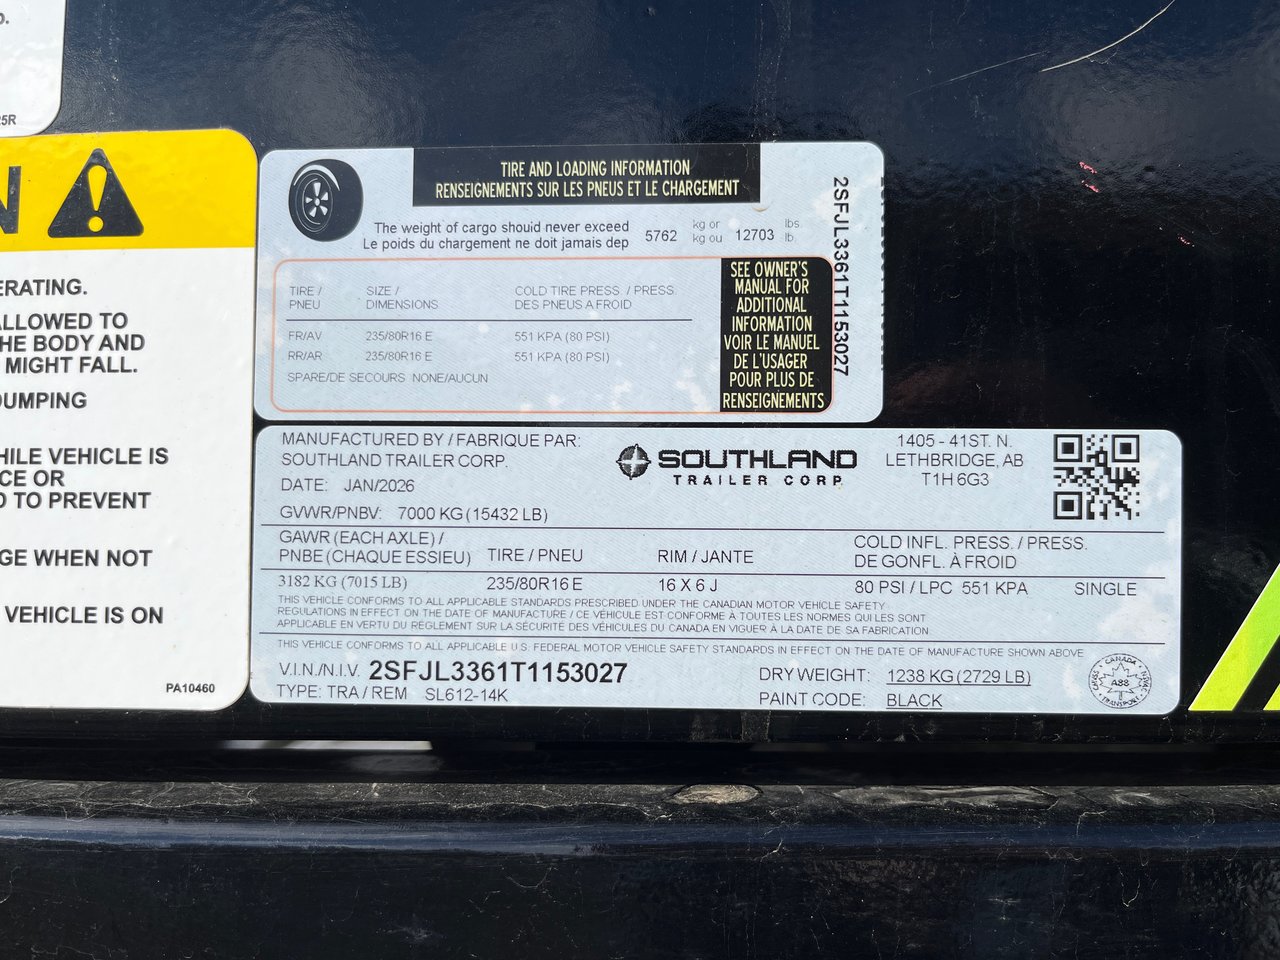 5R
N
ERATING.
ALLOWED TO
HE BODY AND
MIGHT FALL.
DUMPING
HILE VEHICLE IS
CE OR
D TO PREVENT
GE WHEN NOT
VEHICLE IS ON
PA10460
TIRE AND LOADING INFORMATION
RENSEIGNEMENTS SUR LES PNEUS ET LE CHARGEMENT
The weight of cargo should never exceed
Le poids du chargement ne doit jamais dep
5762 kg or kg ou 12703 lbs. lb.
TIRE / PNEU SIZE / DIMENSIONS COLD TIRE PRESS. / PRESS. DES PNEUS A FROID
FR/AV 235/80R16 E 551 KPA (80 PSI)
RR/AR 235/80R16 E 551 KPA (80 PSI)
SPARE/DE SECOURS NONE/AUCUN
SEE OWNER'S
MANUAL FOR
ADDITIONAL
INFORMATION
VOIR LE MANUEL
DE L'USAGER
POUR PLUS DE
RENSEIGNEMENTS
2SFJL3361T1153027
MANUFACTURED BY / FABRIQUE PAR:
SOUTHLAND TRAILER CORP.
DATE: JAN/2026
GVWR/PNBV: 7000 KG (15432 LB)
SOUTHLAND
TRAILER CORP
1405 - 41ST. N.
LETHBRIDGE, AB
T1H 6G3
GAWR (EACH AXLE) /
PNBE (CHAQUE ESSIEU) TIRE / PNEU RIM / JANTE COLD INFL. PRESS. / PRESS. DE GONFL. À FROID
3182 KG (7015 LB) 235/80R16 E 16 X 6 J 80 PSI / LPC 551 KPA SINGLE
THIS VEHICLE CONFORMS TO ALL APPLICABLE STANDARDS PRESCRIBED UNDER THE CANADIAN MOTOR VEHICLE SAFETY
REGULATIONS IN EFFECT ON THE DATE OF MANUFACTURE / CE VÉHICULE EST CONFORME À TOUTES LES NORMES QUI LES SONT
APPLICABLE EN VERTU DU RÈGLEMENT SUR LA SÉCURITÉ DES VÉHICULES DU CANADA EN VIGUER À LA DATE DE SA FABRICATION
THIS VEHICLE CONFORMS TO ALL APPLICABLE U.S. FEDERAL MOTOR VEHICLE SAFETY STANDARDS IN EFFECT ON THE DATE OF MANUFACTURE SHOWN ABOVE
V.I.N./N.I.V. 2SFJL3361T1153027 DRY WEIGHT: 1238 KG (2729 LB)
TYPE: TRA / REM SL612-14K PAINT CODE: BLACK
CANADA
A88
TRANSPORT